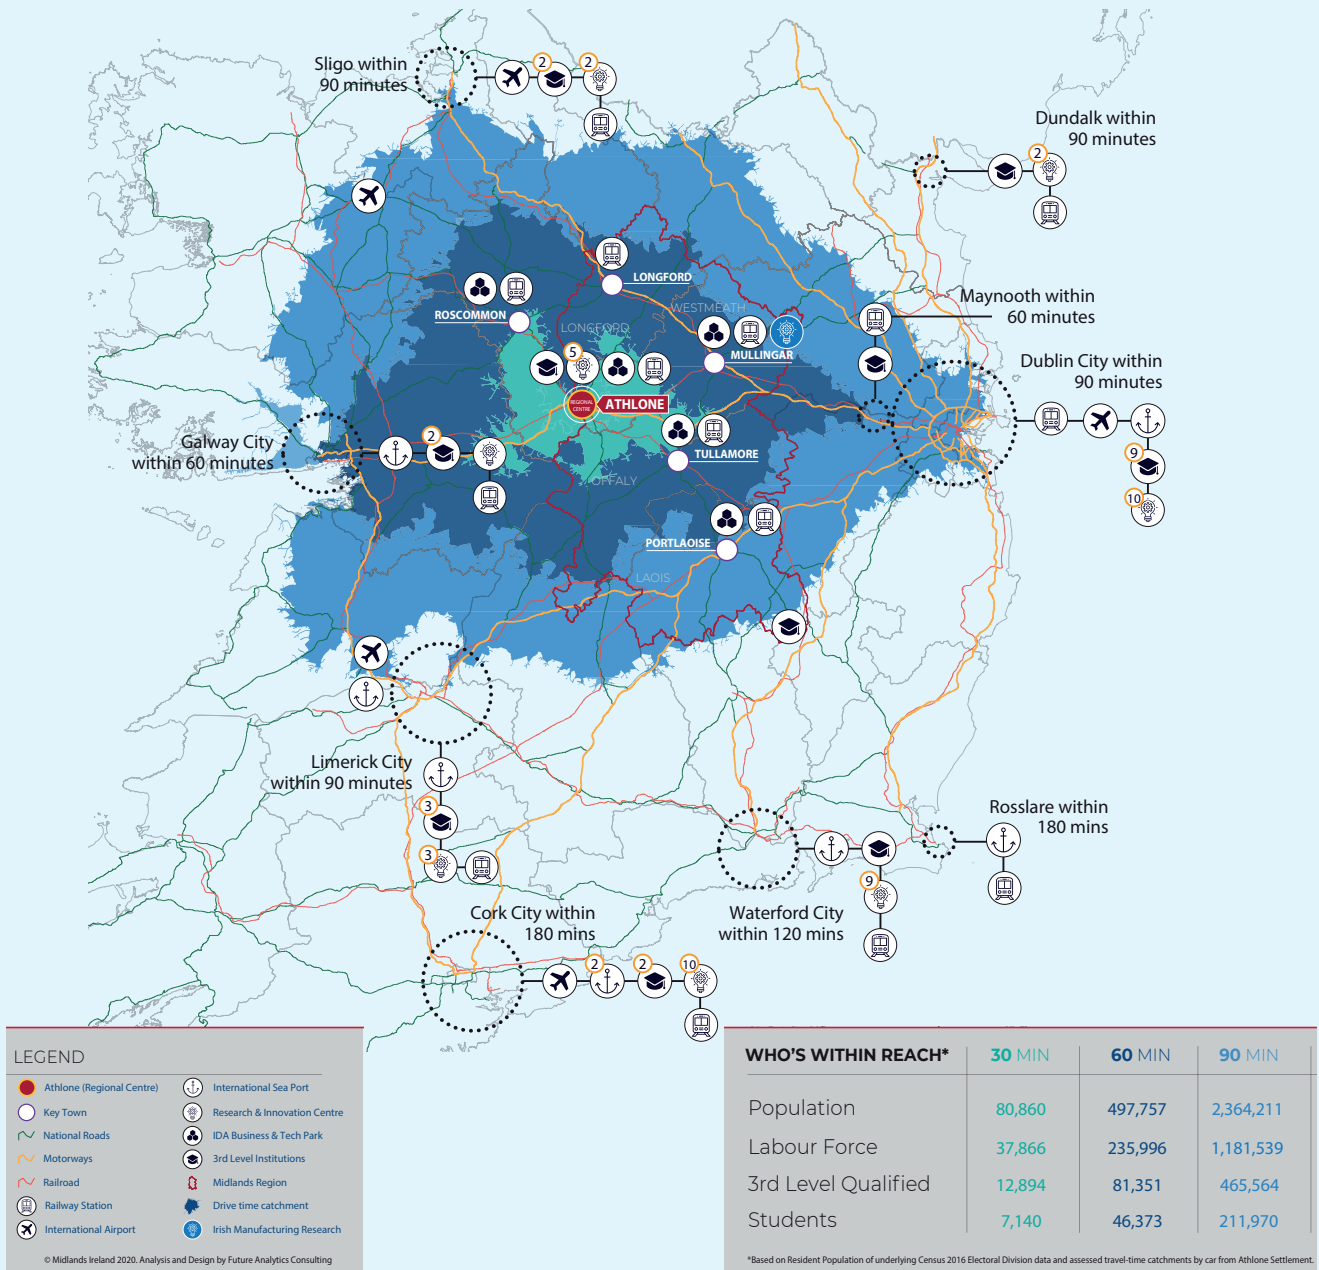 Sligo within
90 minutes
2
2
Dundalk within
90 minutes
2
LONGFORD
Maynooth within
60 minutes
ROSCOMMON
WESTMEATH
LONGFORD
MULLINGAR
5
Dublin City within
90 minutes
REGIONAL
CENTRE
ATHLONE
Galway City
within 60 minutes
2
TULLAMORE
9
OFFALY
10
PORTLAOISE
LAOIS
Limerick City
within 90 minutes
3
3
Rosslare within
180 mins
9
Cork City within
180 mins
Waterford City
within 120 mins
2
2
10
LEGEND
Athlone (Regional Centre)
Key Town
National Roads
Motorways
Railroad
Railway Station
International Airport
International Sea Port
Research & Innovation Centre
IDA Business & Tech Park
3rd Level Institutions
Midlands Region
Drive time catchment
Irish Manufacturing Research
© Midlands Ireland 2020. Analysis and Design by Future Analytics Consulting
WHO'S WITHIN REACH* 30 MIN 60 MIN 90 MIN
Population 80,860 497,757 2,364,211
Labour Force 37,866 235,996 1,181,539
3rd Level Qualified 12,894 81,351 465,564
Students 7,140 46,373 211,970
*Based on Resident Population of underlying Census 2016 Electoral Division data and assessed travel-time catchments by car from Athlone Settlement.